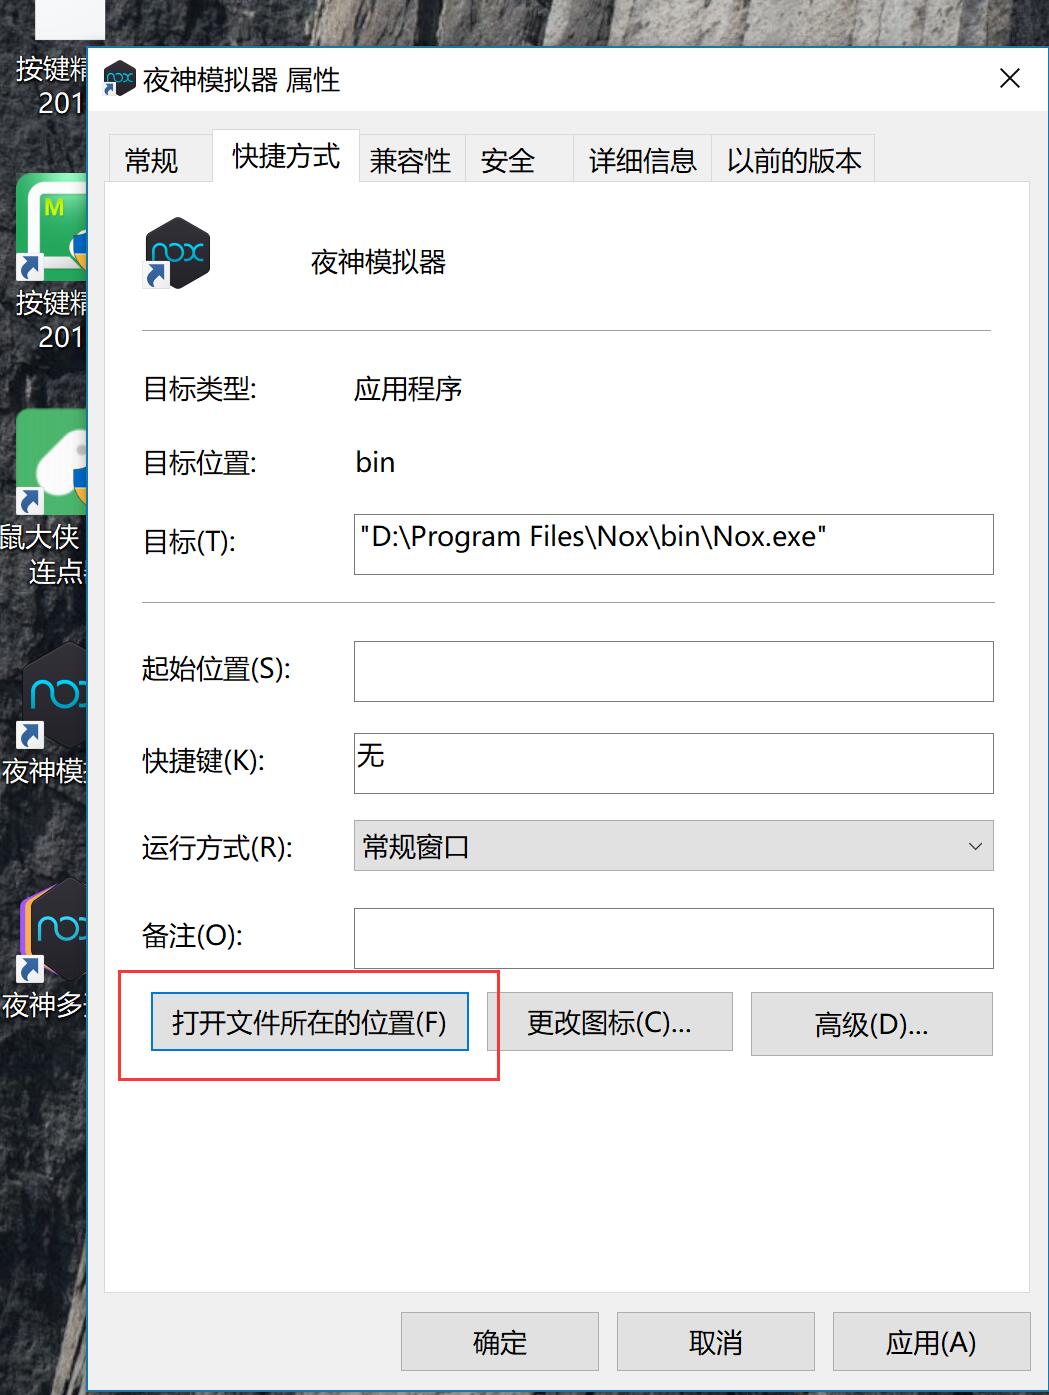 按键精
201
夜神模拟器 属性
常规
快捷方式
兼容性
安全
详细信息
以前的版本
M
nox
夜神模拟器
按键精
201
目标类型:
应用程序
目标位置:
bin
目标(T):
"D:\Program Files\Nox\bin\Nox.exe"
鼠大侠
连点
起始位置(S):
nox
快捷键(K):
无
夜神模
运行方式(R):
常规窗口
备注(O):
nox
夜神多
打开文件所在的位置(F)
更改图标(C)...
高级(D)...
确定
取消
应用(A)